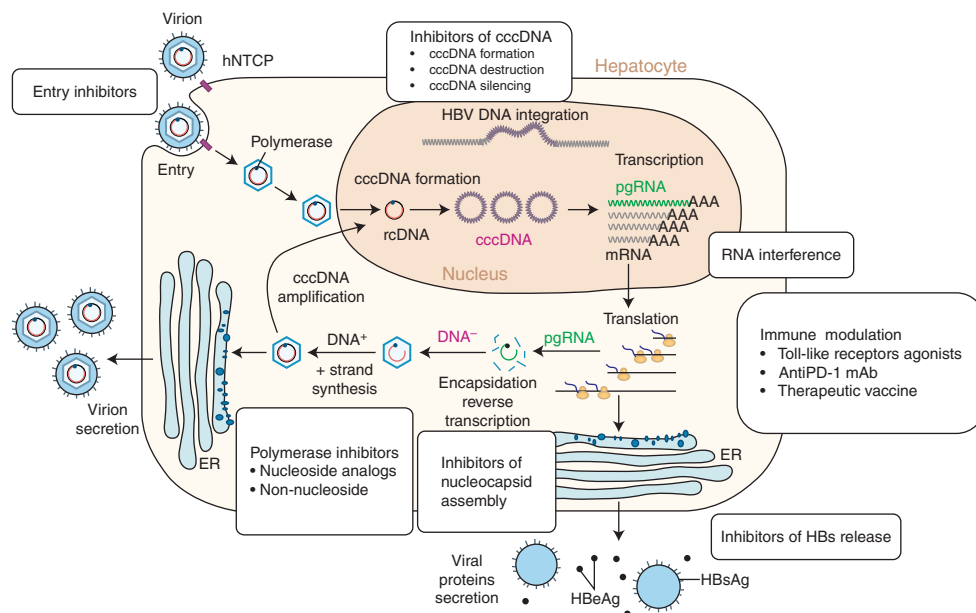 Virion
hNTCP
Entry inhibitors
Entry
Polymerase
Inhibitors of cccDNA
• cccDNA formation
• cccDNA destruction
• cccDNA silencing
Hepatocyte
HBV DNA integration
cccDNA formation
rcDNA
cccDNA
Nucleus
Transcription
pgRNA
AAA
AAA
AAA
AAA
mRNA
RNA interference
cccDNA
amplification
Translation
pgRNA
DNA⁻
DNA⁺
+ strand
synthesis
Encapsidation
reverse
transcription
Immune modulation
• Toll-like receptors agonists
• AntiPD-1 mAb
• Therapeutic vaccine
Virion
secretion
ER
Polymerase inhibitors
• Nucleoside analogs
• Non-nucleoside
Inhibitors of
nucleocapsid
assembly
ER
Inhibitors of HBs release
Viral
proteins
secretion
HBeAg
HBsAg